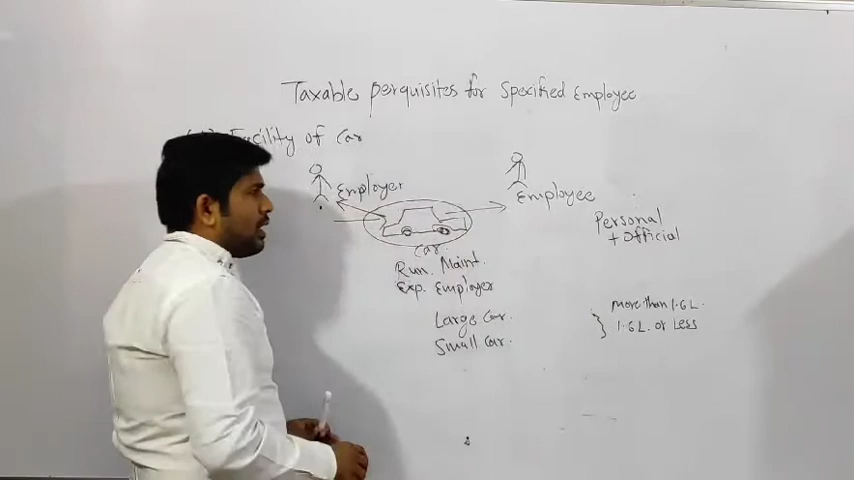 Taxable perquisites for Specified Employee
Facility of Car
Employer
Employee
Personal
+ Official
Car.
Run. Maint.
Exp. Employer
Large Car.
Small Car.
More than 1.6 L.
1.6 L. or Less